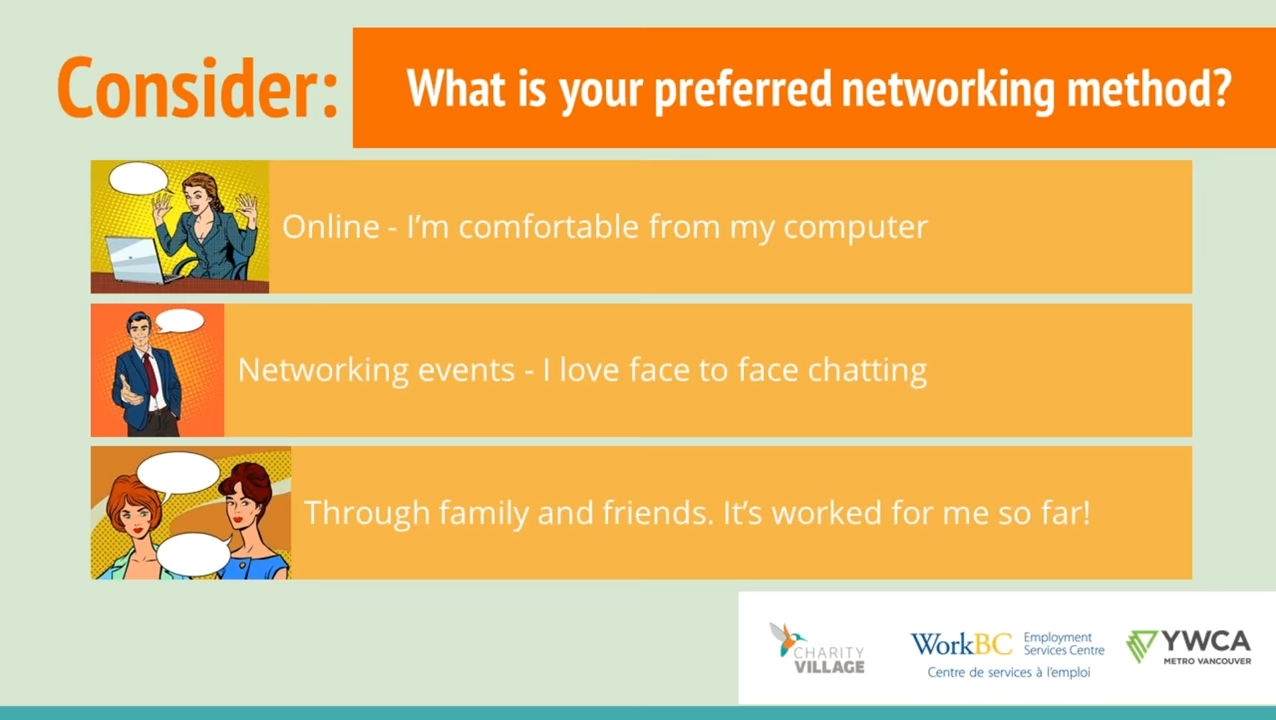 Consider:
What is your preferred networking method?
Online - I’m comfortable from my computer
Networking events - I love face to face chatting
Through family and friends. It’s worked for me so far!
CHARITY
VILLAGE
WorkBC
Employment
Services Centre
Centre de services à l'emploi
YWCA
METRO VANCOUVER